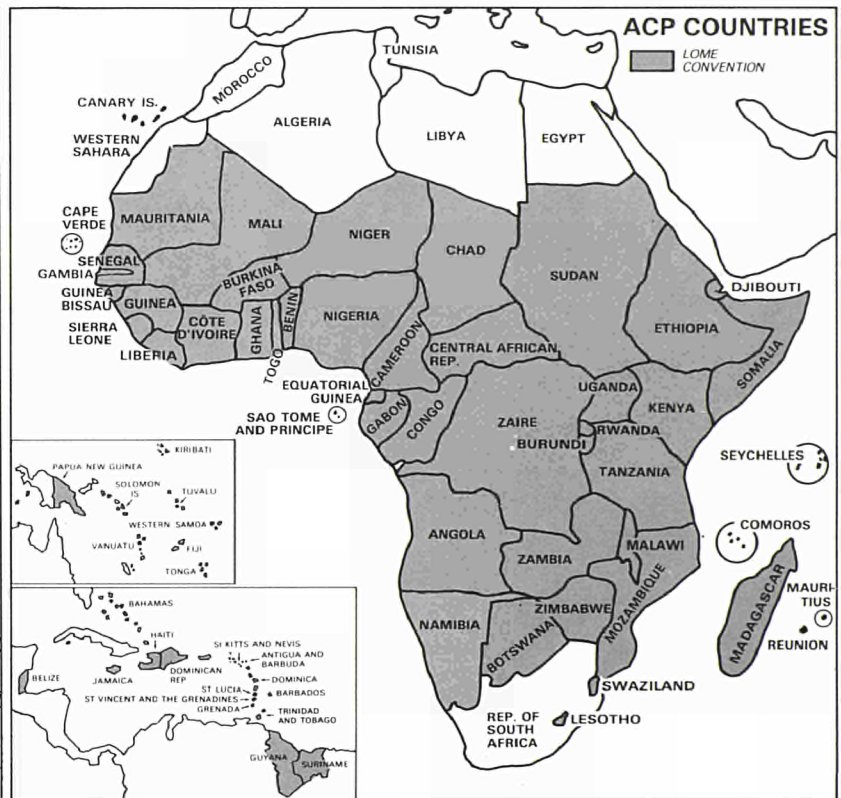 ACP COUNTRIES
LOME
CONVENTION
TUNISIA
MOROCCO
CANARY IS.
ALGERIA
LIBYA
EGYPT
WESTERN
SAHARA
CAPE
VERDE
MAURITANIA
MALI
NIGER
CHAD
SUDAN
SENEGAL
GAMBIA
BURKINA
FASO
DJIBOUTI
GUINEA
BISSAU
GUINEA
SIERRA
LEONE
CÔTE
D'IVOIRE
GHANA
TOGO
BENIN
NIGERIA
CAMEROON
ETHIOPIA
SOMALIA
LIBERIA
CENTRAL AFRICAN
REP.
EQUATORIAL
GUINEA
SAO TOME
AND PRINCIPE
GABON
CONGO
ZAIRE
UGANDA
KENYA
BURUNDI
RWANDA
TANZANIA
SEYCHELLES
COMOROS
ANGOLA
ZAMBIA
MALAWI
MOZAMBIQUE
MADAGASCAR
MAURI-
TIUS
REUNION
NAMIBIA
BOTSWANA
ZIMBABWE
SWAZILAND
REP. OF
SOUTH
AFRICA
LESOTHO
KIRIBATI
PAPUA NEW GUINEA
SOLOMON
IS
TUVALU
WESTERN SAMOA
VANUATU
FIJI
TONGA
BAHAMAS
HAITI
ST KITTS AND NEVIS
ANTIGUA AND
BARBUDA
BELIZE
JAMAICA
DOMINICAN
REP
DOMINICA
ST LUCIA
BARBADOS
ST VINCENT AND THE GRENADINES
GRENADA
TRINIDAD
AND TOBAGO
GUYANA
SURINAME